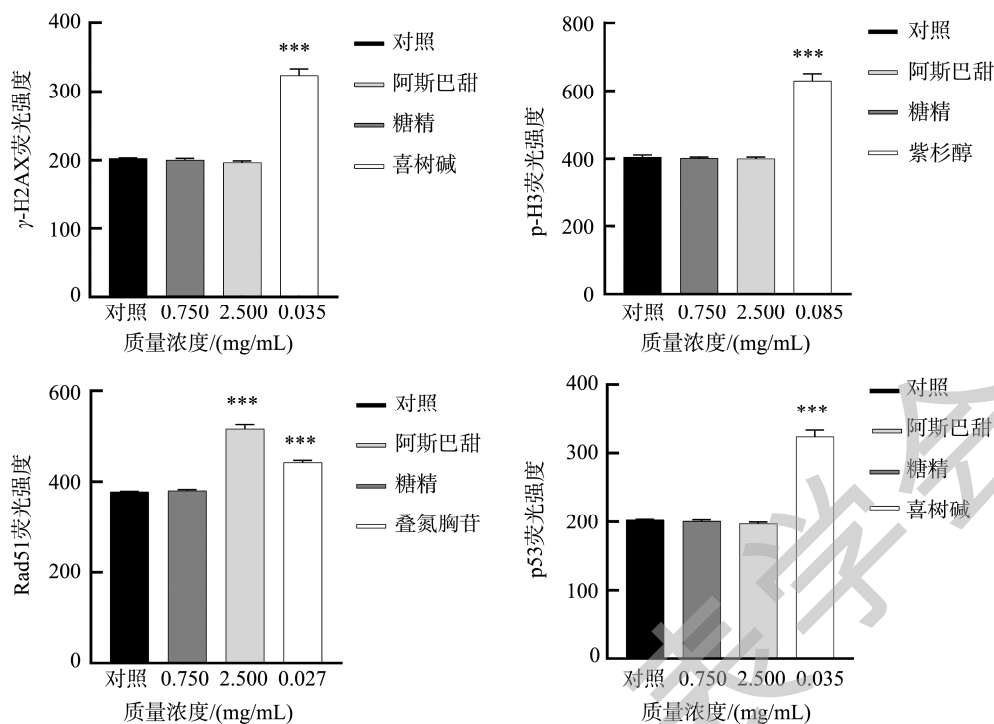 400
300
200
100
0
γ-H2AX荧光强度
***
对照
阿斯巴甜
糖精
喜树碱
对照 0.750 2.500 0.035
质量浓度/(mg/mL)
800
600
400
200
0
p-H3荧光强度
***
对照
阿斯巴甜
糖精
紫杉醇
对照 0.750 2.500 0.085
质量浓度/(mg/mL)
600
400
200
0
Rad51荧光强度
***
***
对照
阿斯巴甜
糖精
叠氮胸苷
对照 0.750 2.500 0.027
质量浓度/(mg/mL)
400
300
200
100
0
p53荧光强度
***
对照
阿斯巴甜
糖精
喜树碱
对照 0.750 2.500 0.035
质量浓度/(mg/mL)
表学会